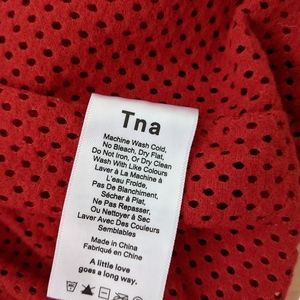 Tna
Machine Wash Cold,
No Bleach, Dry Flat,
Do Not Iron, Or Dry Clean
Wash With Like Colours
Laver À La Machine À
L'eau Froide,
Pas De Blanchiment,
Sécher À Plat,
Ne Pas Repasser,
Ou Nettoyer À Sec
Laver Avec Des Couleurs
Semblables
Made in China
Fabriqué en Chine
A little love
goes a long way.